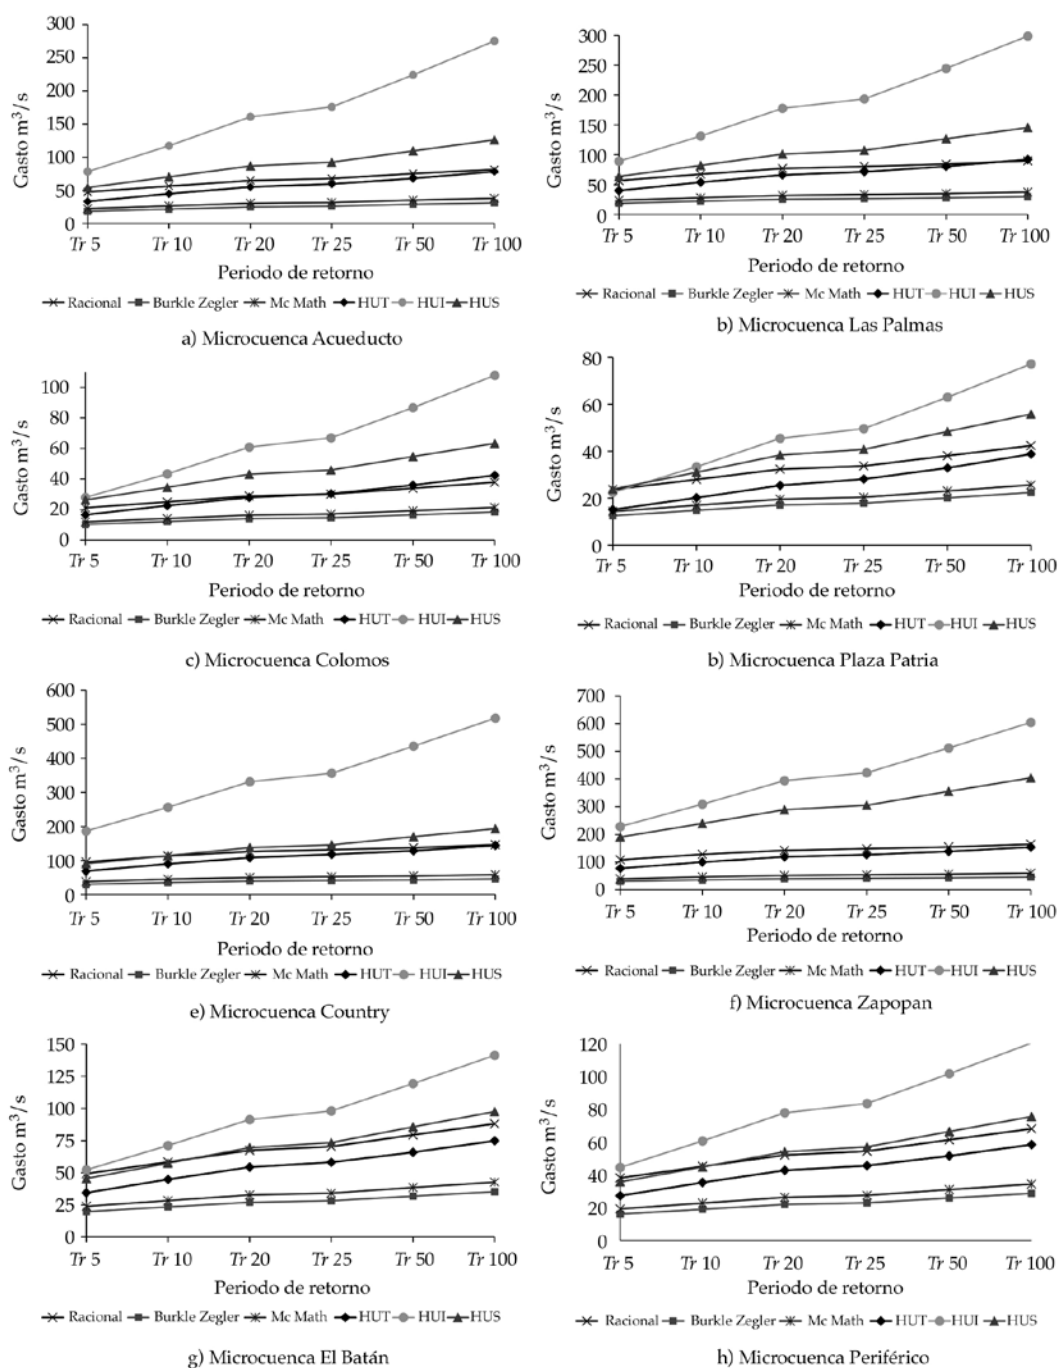 Gasto m³/s
300
250
200
150
100
50
0
Tr 5 Tr 10 Tr 20 Tr 25 Tr 50 Tr 100
Periodo de retorno
Racional Burkle Zegler Mc Math HUT HUI HUS
a) Microcuenca Acueducto
Gasto m³/s
300
250
200
150
100
50
0
Tr 5 Tr 10 Tr 20 Tr 25 Tr 50 Tr 100
Periodo de retorno
Racional Burkle Zegler Mc Math HUT HUI HUS
b) Microcuenca Las Palmas
Gasto m³/s
100
80
60
40
20
0
Tr 5 Tr 10 Tr 20 Tr 25 Tr 50 Tr 100
Periodo de retorno
Racional Burkle Zegler Mc Math HUT HUI HUS
c) Microcuenca Colomos
Gasto m³/s
80
60
40
20
0
Tr 5 Tr 10 Tr 20 Tr 25 Tr 50 Tr 100
Periodo de retorno
Racional Burkle Zegler Mc Math HUT HUI HUS
b) Microcuenca Plaza Patria
Gasto m³/s
600
500
400
300
200
100
0
Tr 5 Tr 10 Tr 20 Tr 25 Tr 50 Tr 100
Periodo de retorno
Racional Burkle Zegler Mc Math HUT HUI HUS
e) Microcuenca Country
Gasto m³/s
700
600
500
400
300
200
100
0
Tr 5 Tr 10 Tr 20 Tr 25 Tr 50 Tr 100
Periodo de retorno
Racional Burkle Zegler Mc Math HUT HUI HUS
f) Microcuenca Zapopan
Gasto m³/s
150
125
100
75
50
25
0
Tr 5 Tr 10 Tr 20 Tr 25 Tr 50 Tr 100
Periodo de retorno
Racional Burkle Zegler Mc Math HUT HUI HUS
g) Microcuenca El Batán
Gasto m³/s
120
100
80
60
40
20
0
Tr 5 Tr 10 Tr 20 Tr 25 Tr 50 Tr 100
Periodo de retorno
Racional Burkle Zegler Mc Math HUT HUI HUS
h) Microcuenca Periférico